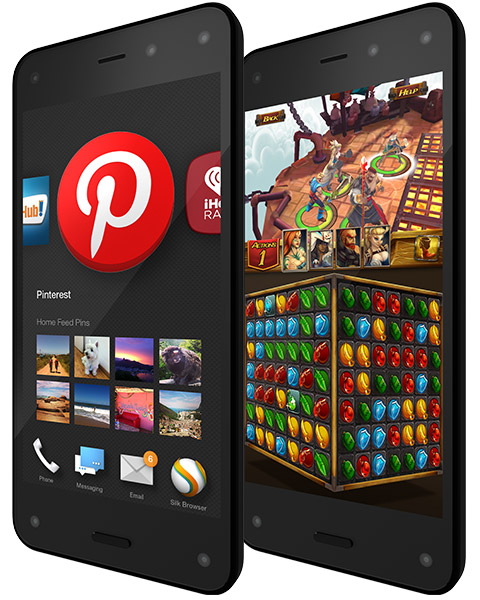 Hub!
iHe
RA
Pinterest
Home Feed Pins
Phone
Messaging
6
Email
Silk Browser
BACK
HELP
ACTIONS
1